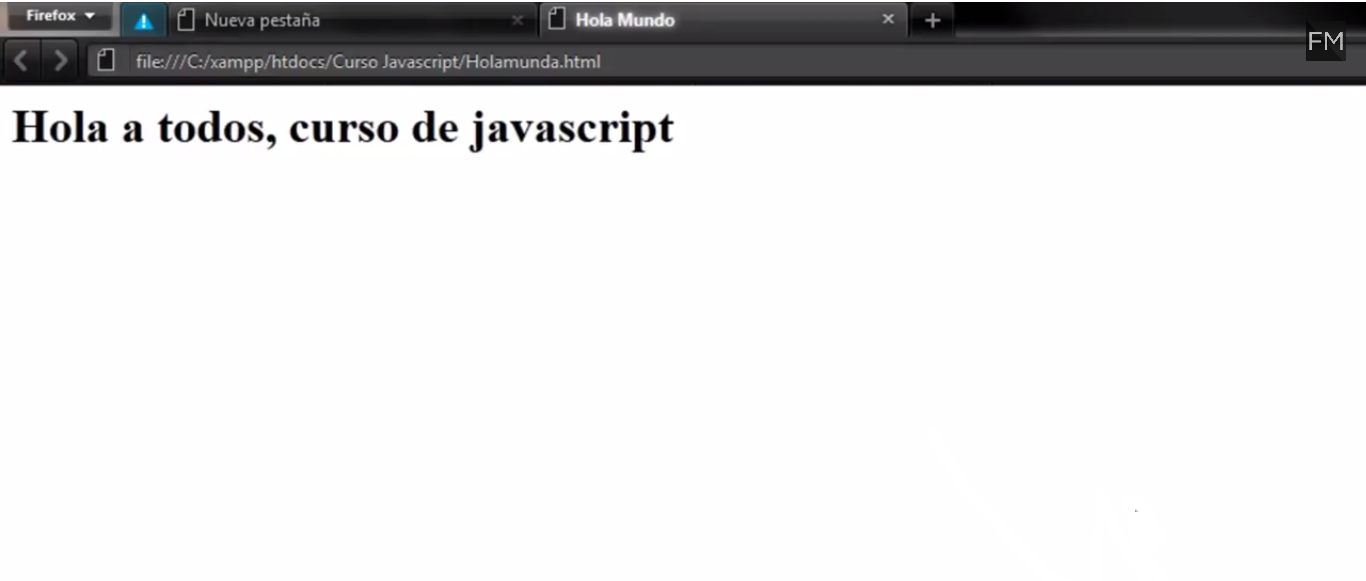 Firefox
Nueva pestaña
Hola Mundo
FM
file:///C:/xampp/htdocs/Curso Javascript/Holamunda.html
Hola a todos, curso de javascript